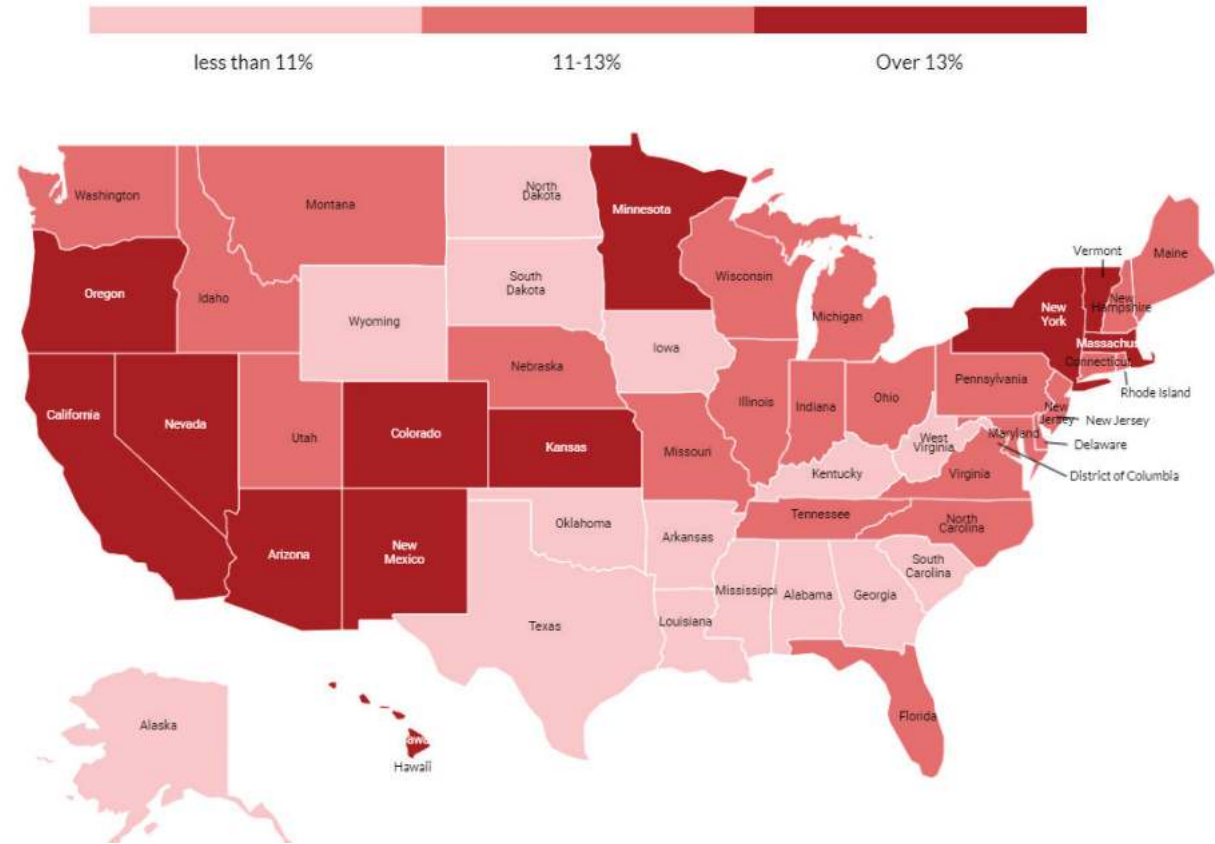 less than 11%
11-13%
Over 13%
Washington
Montana
North
Dakota
Minnesota
Vermont
Maine
Oregon
Idaho
South
Dakota
Wisconsin
New
Hampshire
New
York
Wyoming
Michigan
Massachus
Iowa
Connecticut
Rhode Island
Nebraska
Pennsylvania
California
Nevada
Utah
Colorado
Kansas
Missouri
Illinois
Indiana
Ohio
New
Jersey
New Jersey
West
Virginia
Maryland
Delaware
Kentucky
Virginia
District of Columbia
Arizona
New
Mexico
Oklahoma
Arkansas
Tennessee
North
Carolina
South
Carolina
Texas
Louisiana
Mississippi
Alabama
Georgia
Florida
Alaska
awa
Hawaii